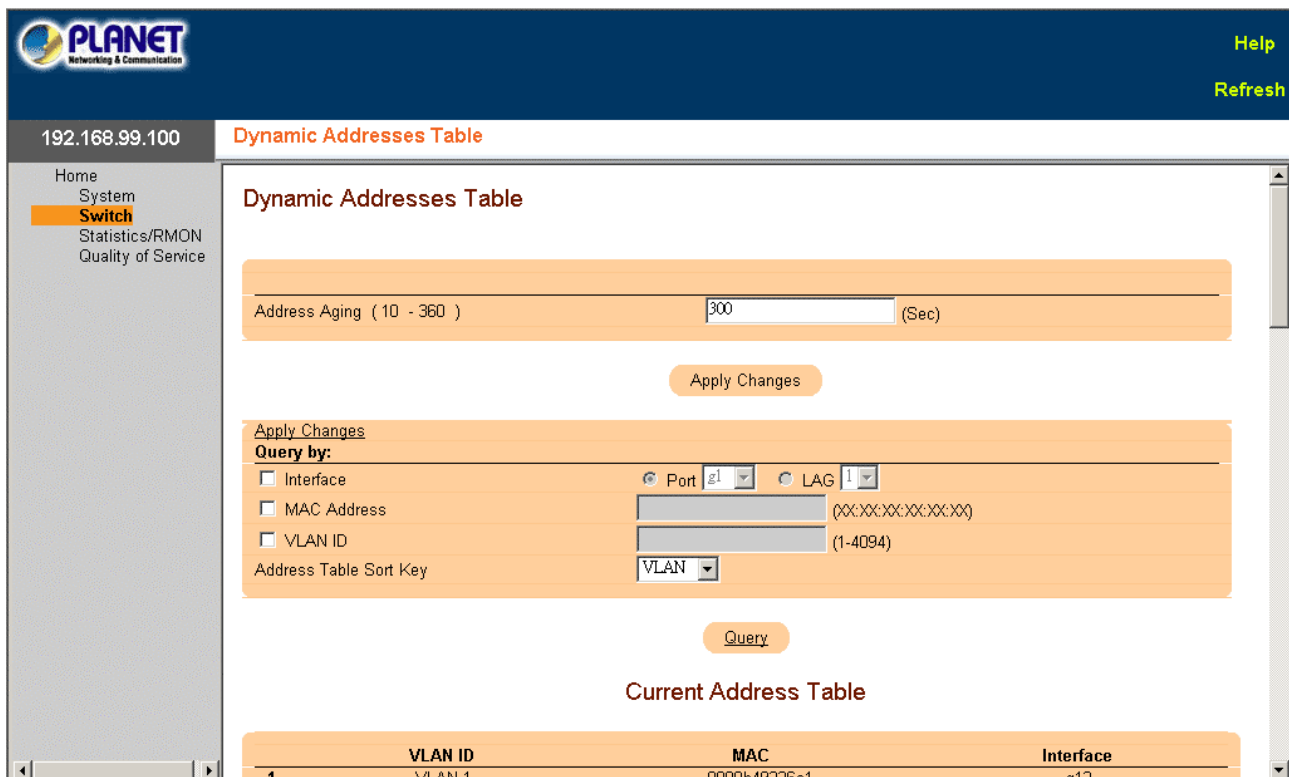 PLANET
Networking & Communication
Help
Refresh
192.168.99.100
Dynamic Addresses Table
Home
System
Switch
Statistics/RMON
Quality of Service
Dynamic Addresses Table
Address Aging ( 10 - 360 ) 300 (Sec)
Apply Changes
Apply Changes
Query by:
Interface Port g1 LAG 1
MAC Address (XX:XX:XX:XX:XX:XX)
VLAN ID (1-4094)
Address Table Sort Key VLAN
Query
Current Address Table
VLAN ID MAC Interface
1 VLAN 1